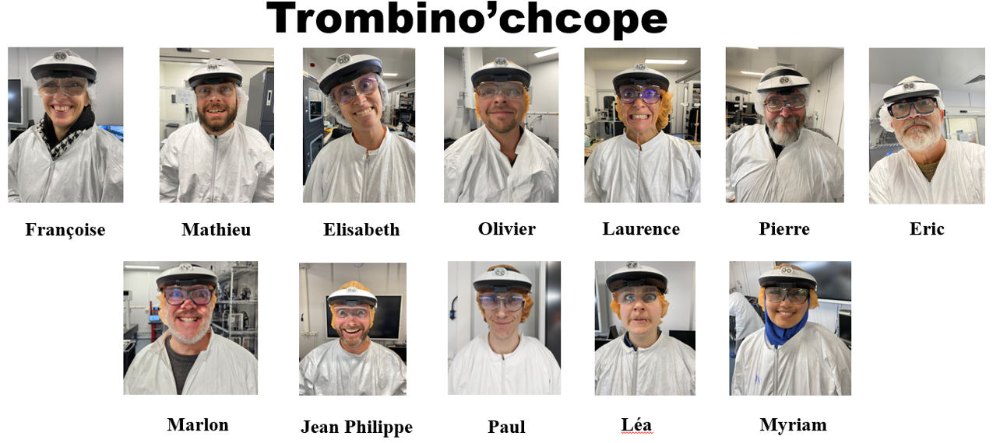 Trombino’chcope
Françoise Mathieu Elisabeth Olivier Laurence Pierre Eric
Marlon Jean Philippe Paul Léa Myriam